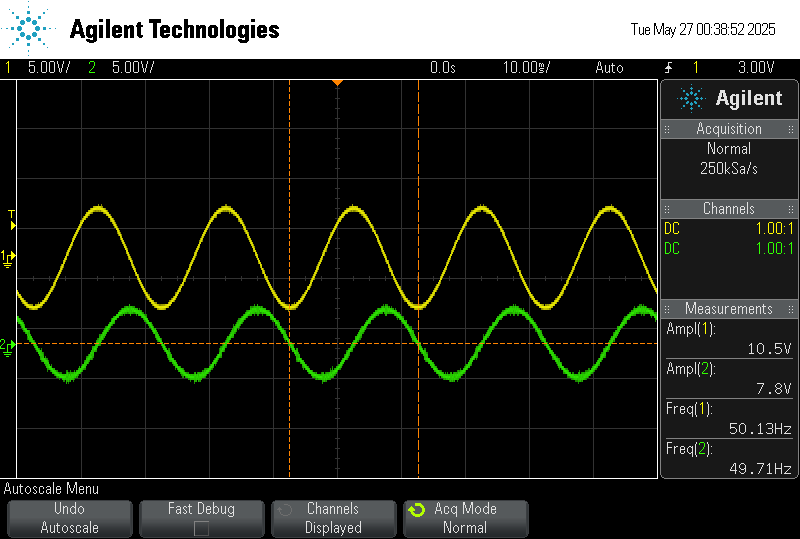 Agilent Technologies
Tue May 27 00:38:52 2025
1 5.00V/ 2 5.00V/ 0.0s 10.00ms/ Auto 1 3.00V
Agilent
Acquisition
Normal
250kSa/s
Channels
DC 1.00:1
DC 1.00:1
Measurements
Ampl(1):
10.5V
Ampl(2):
7.8V
Freq(1):
50.13Hz
Freq(2):
49.71Hz
T
1
2
Autoscale Menu
Undo
Autoscale
Fast Debug
Channels
Displayed
Acq Mode
Normal